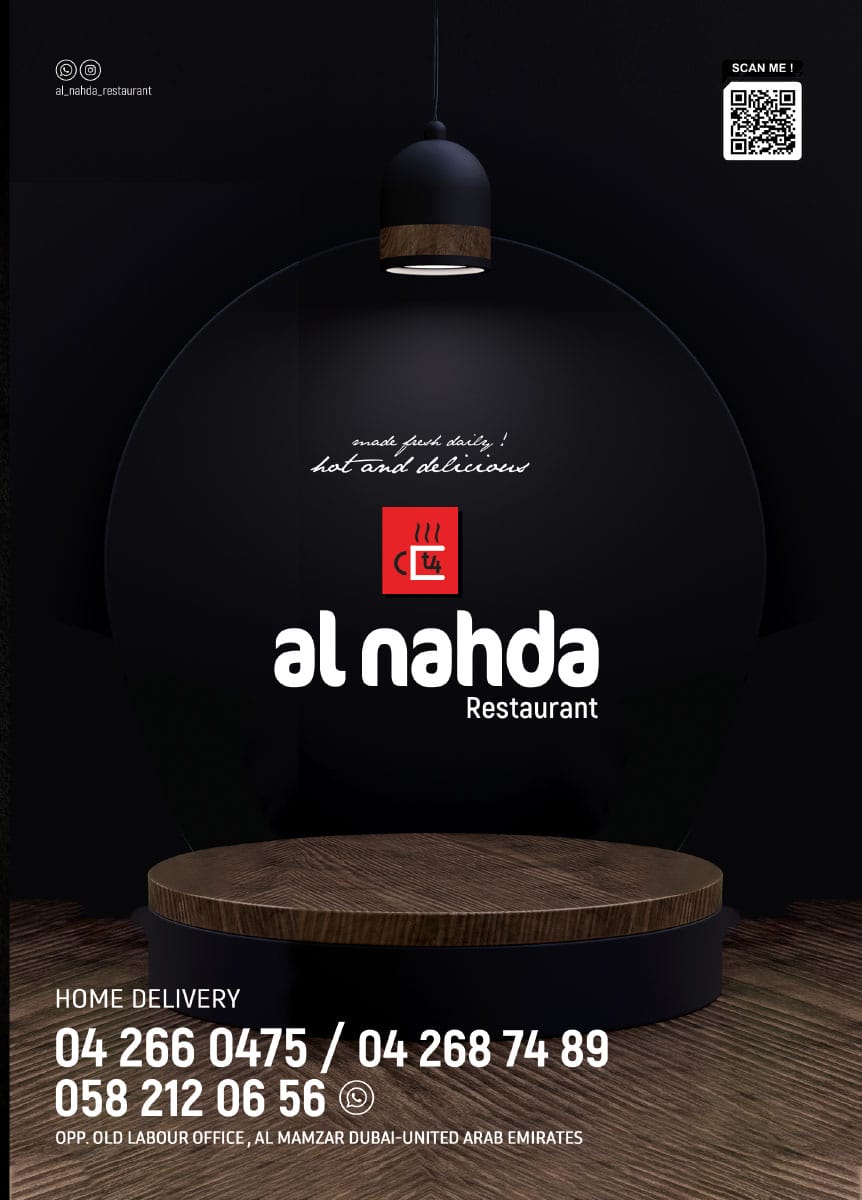 al_nahda_restaurant
SCAN ME !
made fresh daily !
hot and delicious
t4
al nahda
Restaurant
HOME DELIVERY
04 266 0475 / 04 268 74 89
058 212 06 56
OPP. OLD LABOUR OFFICE , AL MAMZAR DUBAI-UNITED ARAB EMIRATES